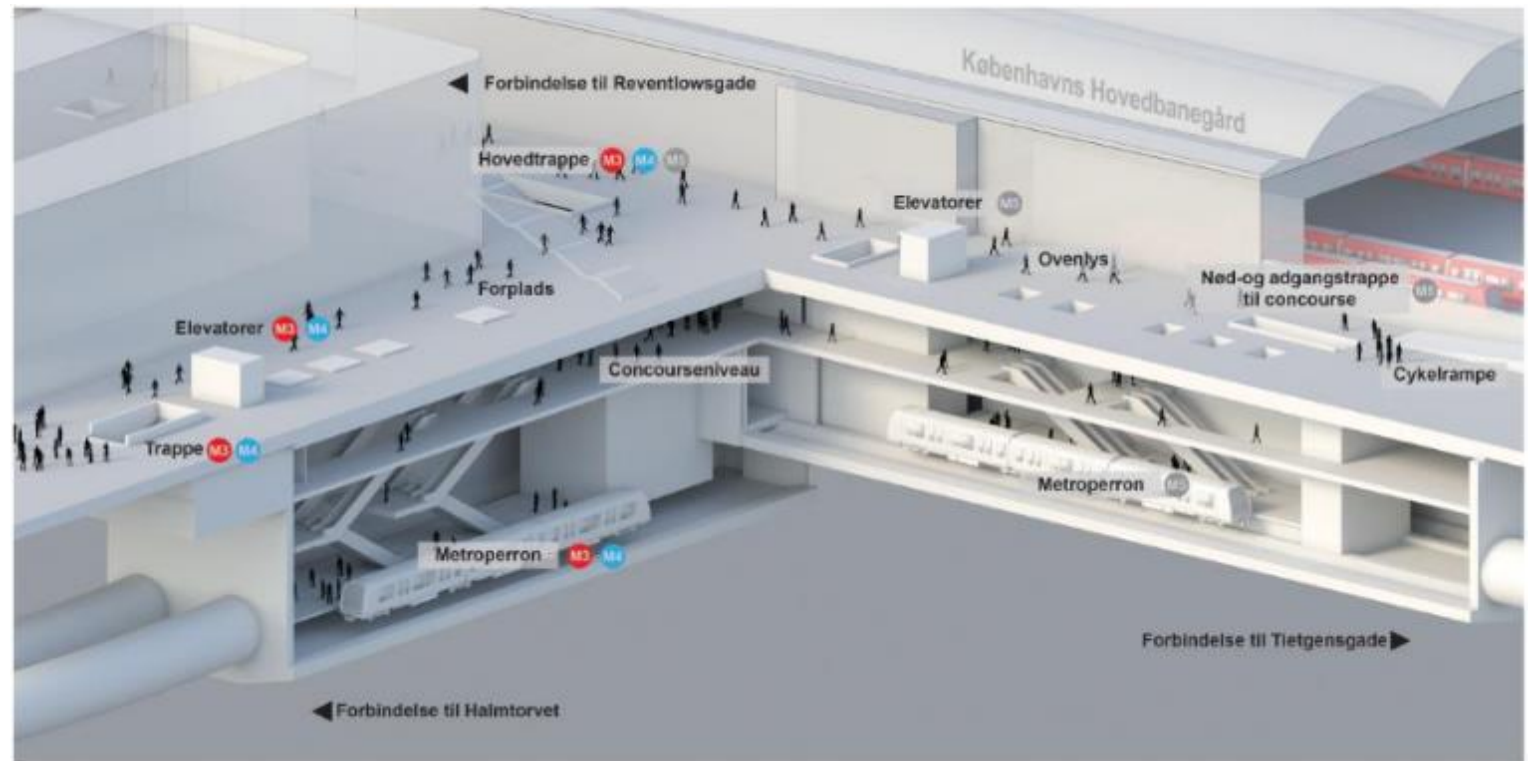 Københavns Hovedbanegård
Forbindelse til Reventlowsgade
Hovedtrappe M3 M4 M5
Elevatorer M5
Ovenlys
Nød-og adgangstrappe
til concourse M5
Forplads
Elevatorer M3 M4
Concourseniveau
Cykelrampe
Trappe M3 M4
Metroperron M5
Metroperron M3 M4
Forbindelse til Tietgensgade
Forbindelse til Halmtorvet